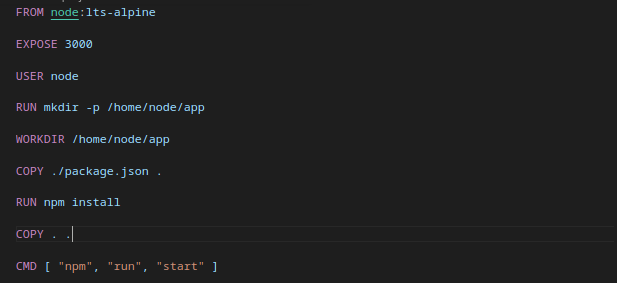 FROM node:lts-alpine
EXPOSE 3000
USER node
RUN mkdir -p /home/node/app
WORKDIR /home/node/app
COPY ./package.json .
RUN npm install
COPY . .
CMD [ "npm", "run", "start" ]